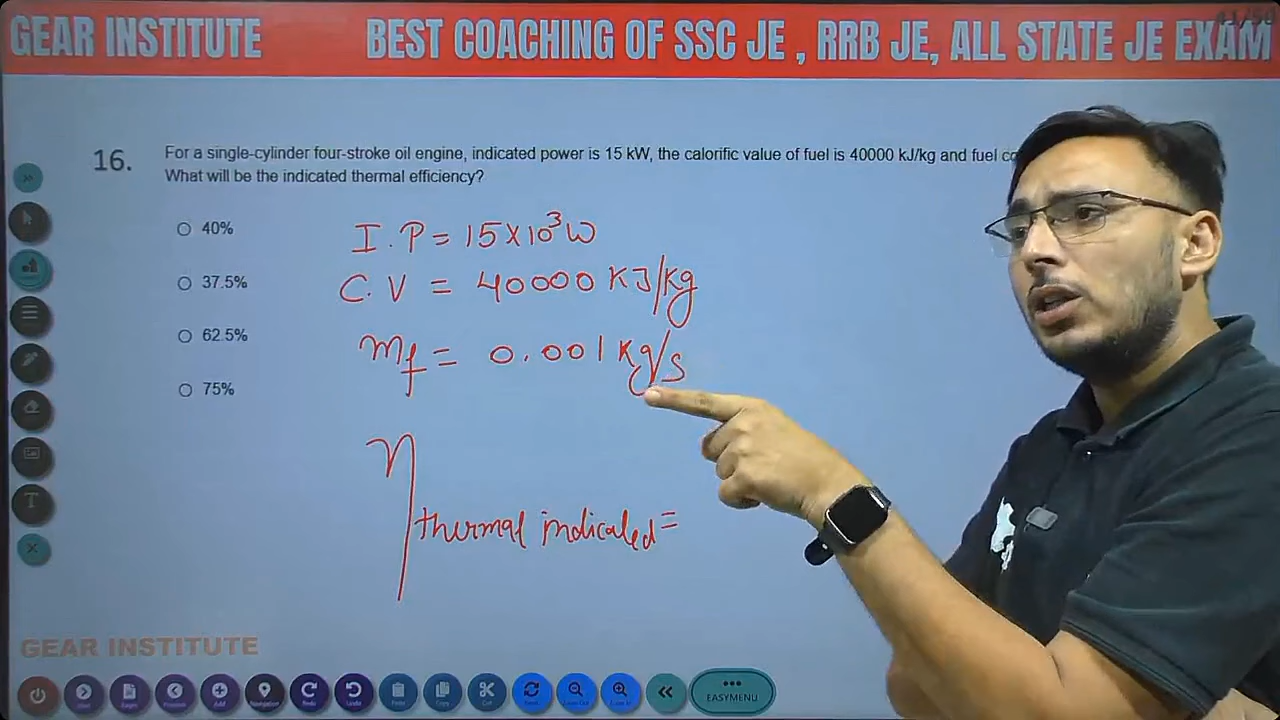 41/50
GEAR INSTITUTE BEST COACHING OF SSC JE , RRB JE, ALL STATE JE EXAM
16. For a single-cylinder four-stroke oil engine, indicated power is 15 kW, the calorific value of fuel is 40000 kJ/kg and fuel
What will be the indicated thermal efficiency?
40%
37.5%
62.5%
75%
I.P = 15×10³W
C.V = 40000 KJ/kg
mf = 0.001 kg/s
η thermal indicated =
GEAR INSTITUTE
EASYMENU